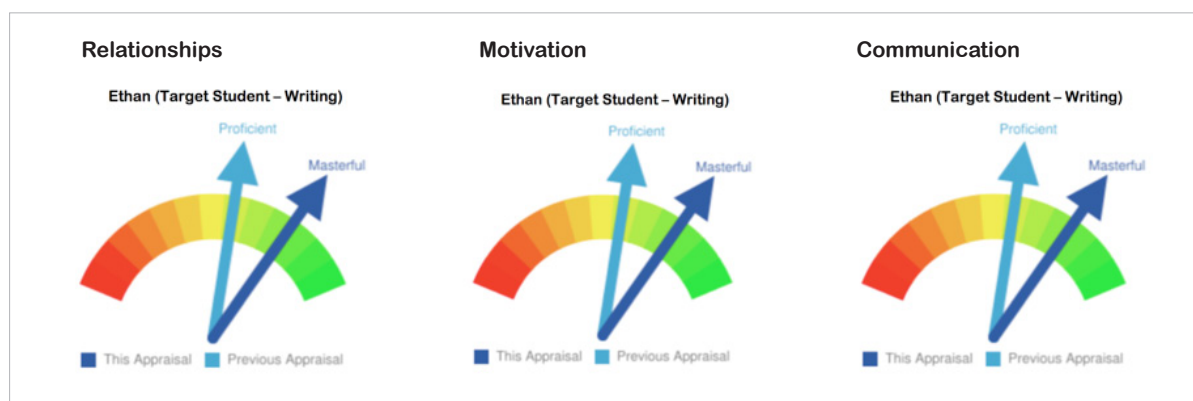 Relationships
Ethan (Target Student – Writing)
Proficient
Masterful
This Appraisal Previous Appraisal
Motivation
Ethan (Target Student – Writing)
Proficient
Masterful
This Appraisal Previous Appraisal
Communication
Ethan (Target Student – Writing)
Proficient
Masterful
This Appraisal Previous Appraisal